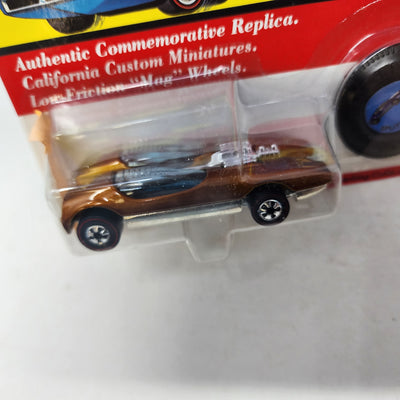 Authentic Commemorative Replica.
California Custom Miniatures.
Low-Friction "Mag" Wheels.